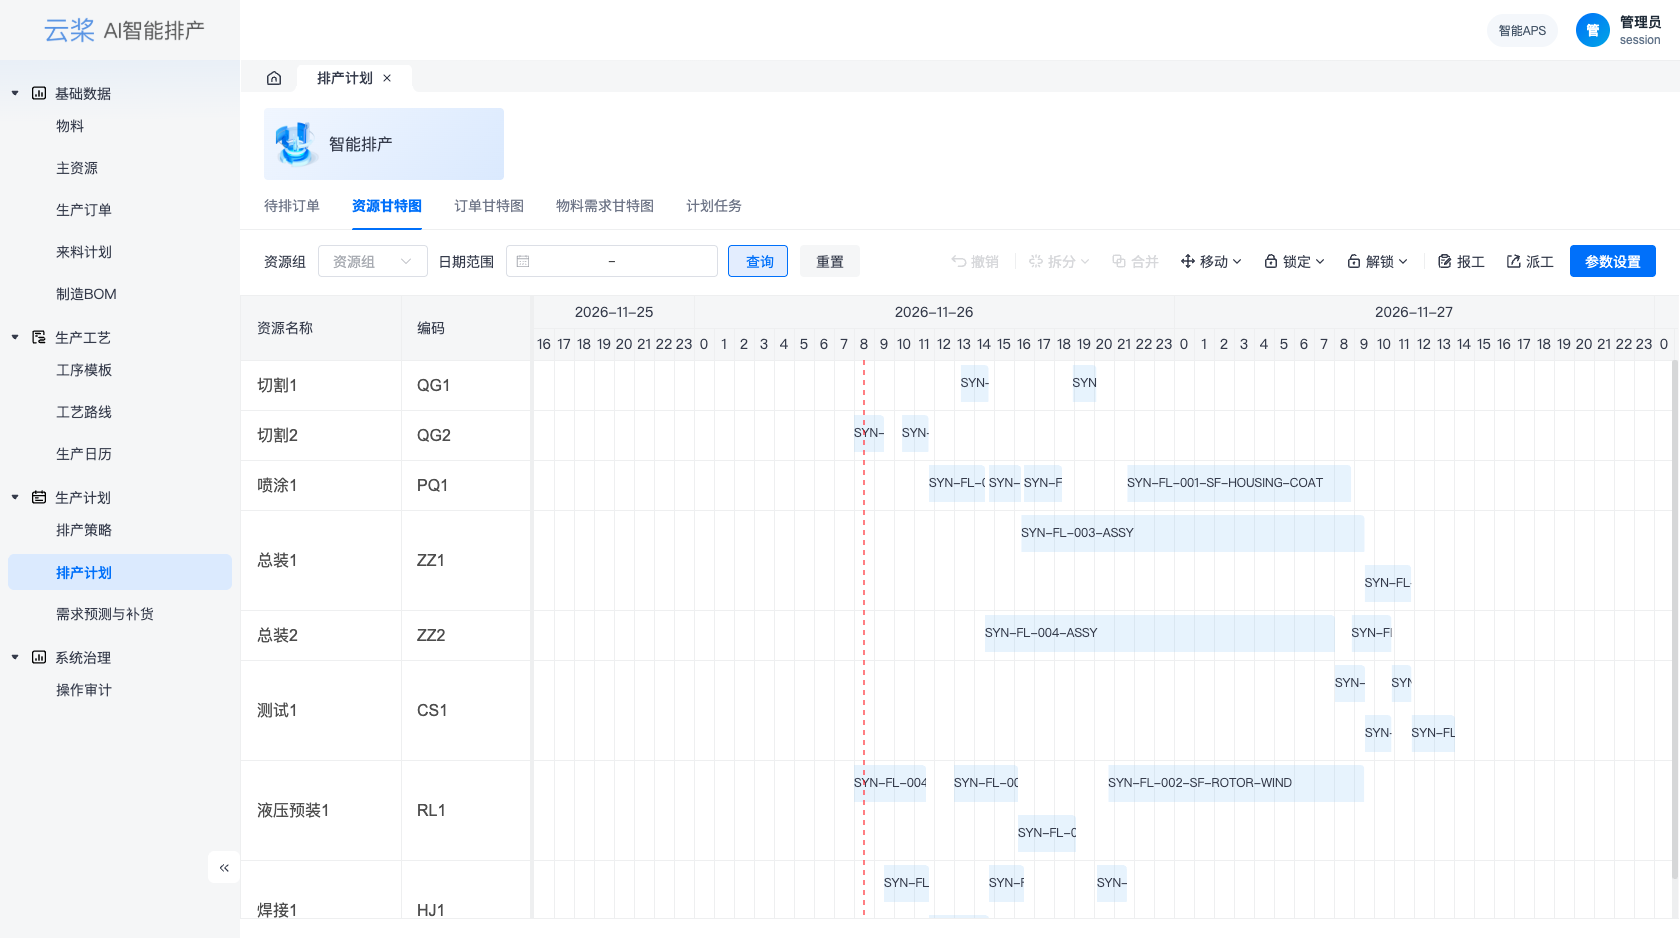 云桨 AI智能排产
智能APS
管
管理员
session
基础数据
物料
主资源
生产订单
来料计划
制造BOM
生产工艺
工序模板
工艺路线
生产日历
生产计划
排产策略
排产计划
需求预测与补货
系统治理
操作审计
排产计划
智能排产
待排订单 资源甘特图 订单甘特图 物料需求甘特图 计划任务
资源组 资源组 日期范围 – 查询 重置 撤销 拆分 合并 移动 锁定 解锁 报工 派工 参数设置
资源名称 编码 2026-11-25 2026-11-26 2026-11-27
16 17 18 19 20 21 22 23 0 1 2 3 4 5 6 7 8 9 10 11 12 13 14 15 16 17 18 19 20 21 22 23 0 1 2 3 4 5 6 7 8 9 10 11 12 13 14 15 16 17 18 19 20 21 22 23 0
切割1 QG1 SYN- SYN
切割2 QG2 SYN- SYN-
喷涂1 PQ1 SYN-FL-0 SYN- SYN-F SYN-FL-001-SF-HOUSING-COAT
总装1 ZZ1 SYN-FL-003-ASSY
SYN-FL-
总装2 ZZ2 SYN-FL-004-ASSY SYN-FL
测试1 CS1 SYN- SYN
SYN- SYN-FL
液压预装1 RL1 SYN-FL-004 SYN-FL-00 SYN-FL-002-SF-ROTOR-WIND
SYN-FL-0
焊接1 HJ1 SYN-FL SYN-F SYN-